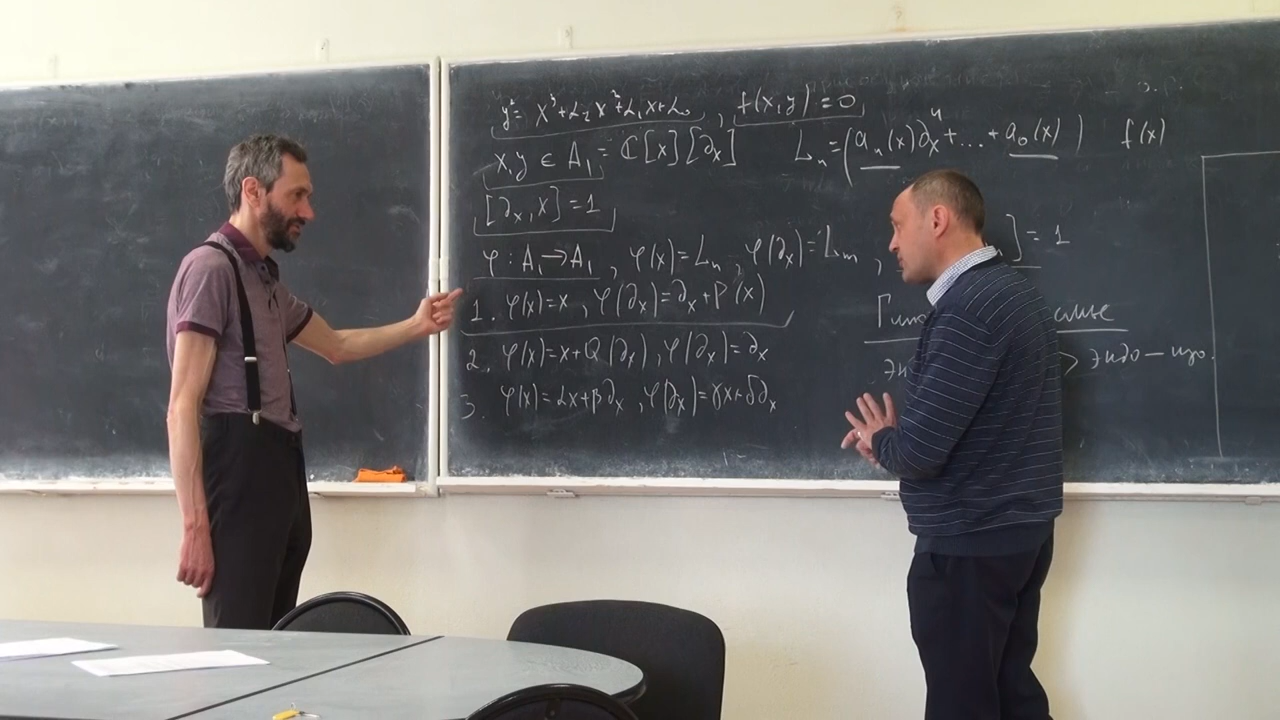 y² = x³+α₂x²+α₁x+α₀, f(x,y)=0,
x,y ∈ A₁ = ℂ[x][∂ₓ] Lₙ=(aₙ(x)∂ₓⁿ+...+a₀(x)) f(x)
[∂ₓ,x]=1
φ: A₁→A₁, φ(x)=Lₙ, φ(∂ₓ)=Lₘ, ]=1
1. φ(x)=x, φ(∂ₓ)=∂ₓ+P(x)
2. φ(x)=x+Q(∂ₓ), φ(∂ₓ)=∂ₓ
> эндо—изо.
3. φ(x)=αx+β∂ₓ, φ(∂ₓ)=γx+δ∂ₓ